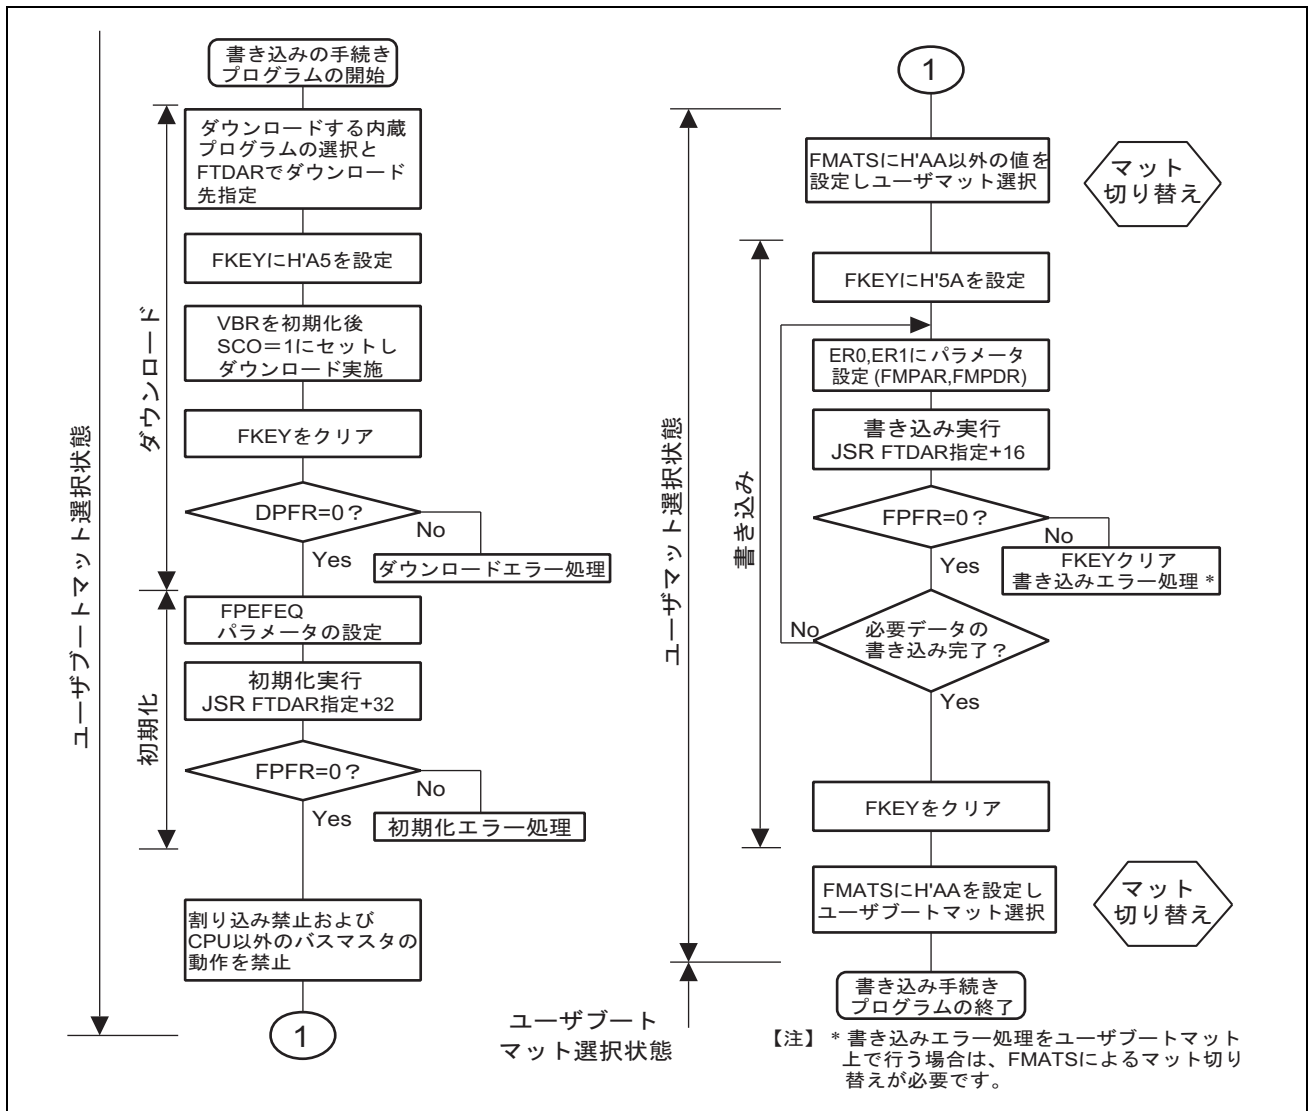 書き込みの手続き
プログラムの開始
ダウンロードする内蔵
プログラムの選択と
FTDARでダウンロード
先指定
FKEYにH'A5を設定
VBRを初期化後
SCO＝1にセットし
ダウンロード実施
FKEYをクリア
DPFR=0？
No
Yes
ダウンロードエラー処理
ダウンロード
FPEFEQ
パラメータの設定
初期化実行
JSR FTDAR指定+32
FPFR=0？
No
Yes
初期化エラー処理
初期化
割り込み禁止および
CPU以外のバスマスタの
動作を禁止
1
ユーザブートマット選択状態
1
FMATSにH'AA以外の値を
設定しユーザマット選択
マット
切り替え
FKEYにH'5Aを設定
ER0,ER1にパラメータ
設定 (FMPAR,FMPDR)
書き込み実行
JSR FTDAR指定+16
FPFR=0？
No
Yes
FKEYクリア
書き込みエラー処理 *
No
必要データの
書き込み完了？
Yes
FKEYをクリア
書き込み
FMATSにH'AAを設定し
ユーザブートマット選択
マット
切り替え
ユーザマット選択状態
書き込み手続き
プログラムの終了
ユーザブート
マット選択状態
【注】 * 書き込みエラー処理をユーザブートマット
上で行う場合は、FMATSによるマット切り
替えが必要です。